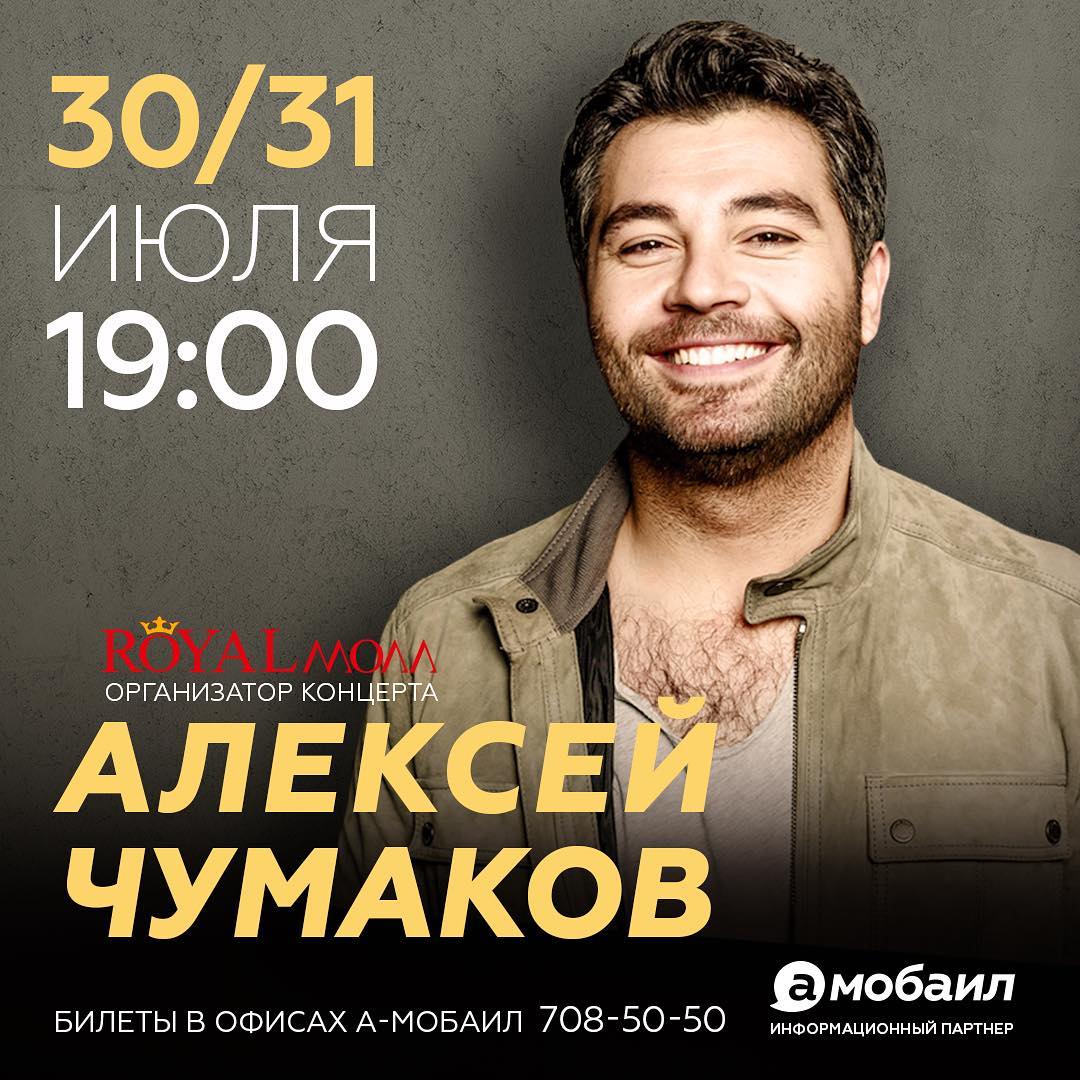 30/31
ИЮЛЯ
19:00
ROYAL МОЛЛ
ОРГАНИЗАТОР КОНЦЕРТА
АЛЕКСЕЙ
ЧУМАКОВ
БИЛЕТЫ В ОФИСАХ А-МОБАИЛ 708-50-50
а мобаил
ИНФОРМАЦИОННЫЙ ПАРТНЕР